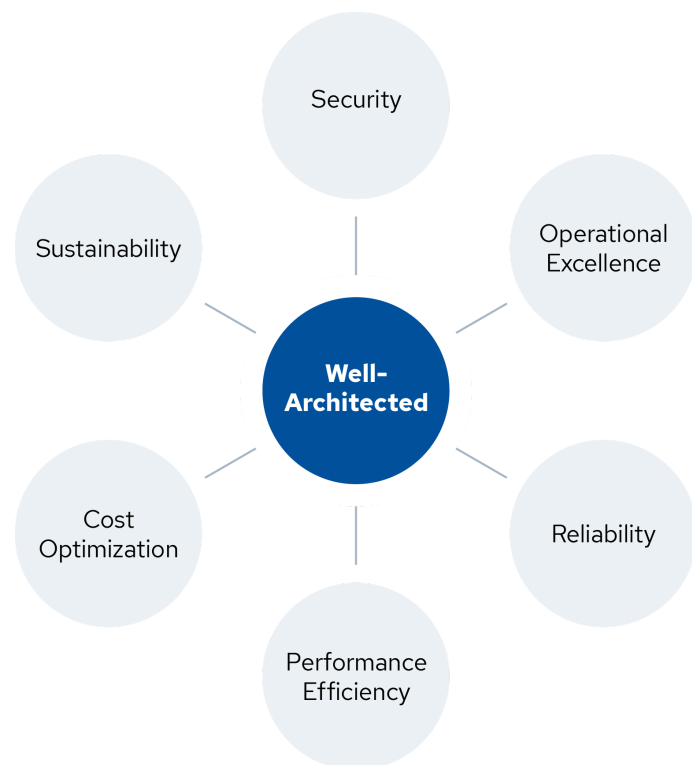 Security
Operational
Excellence
Sustainability
Well-
Architected
Cost
Optimization
Reliability
Performance
Efficiency